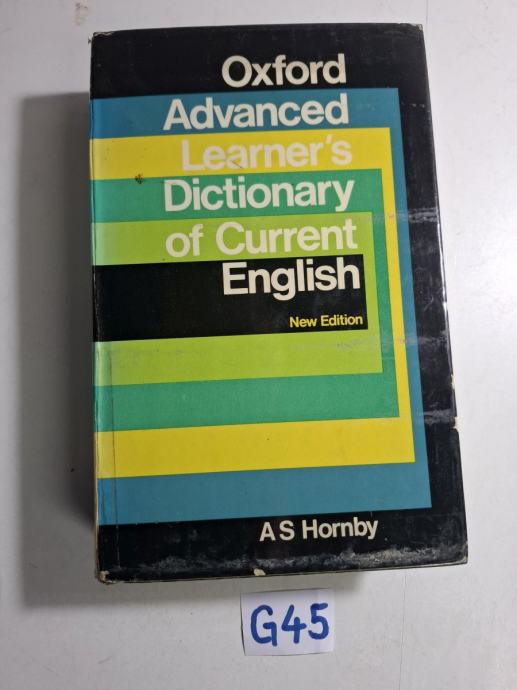 Oxford
Advanced
Learner's
Dictionary
of Current
English
New Edition
A S Hornby
G45